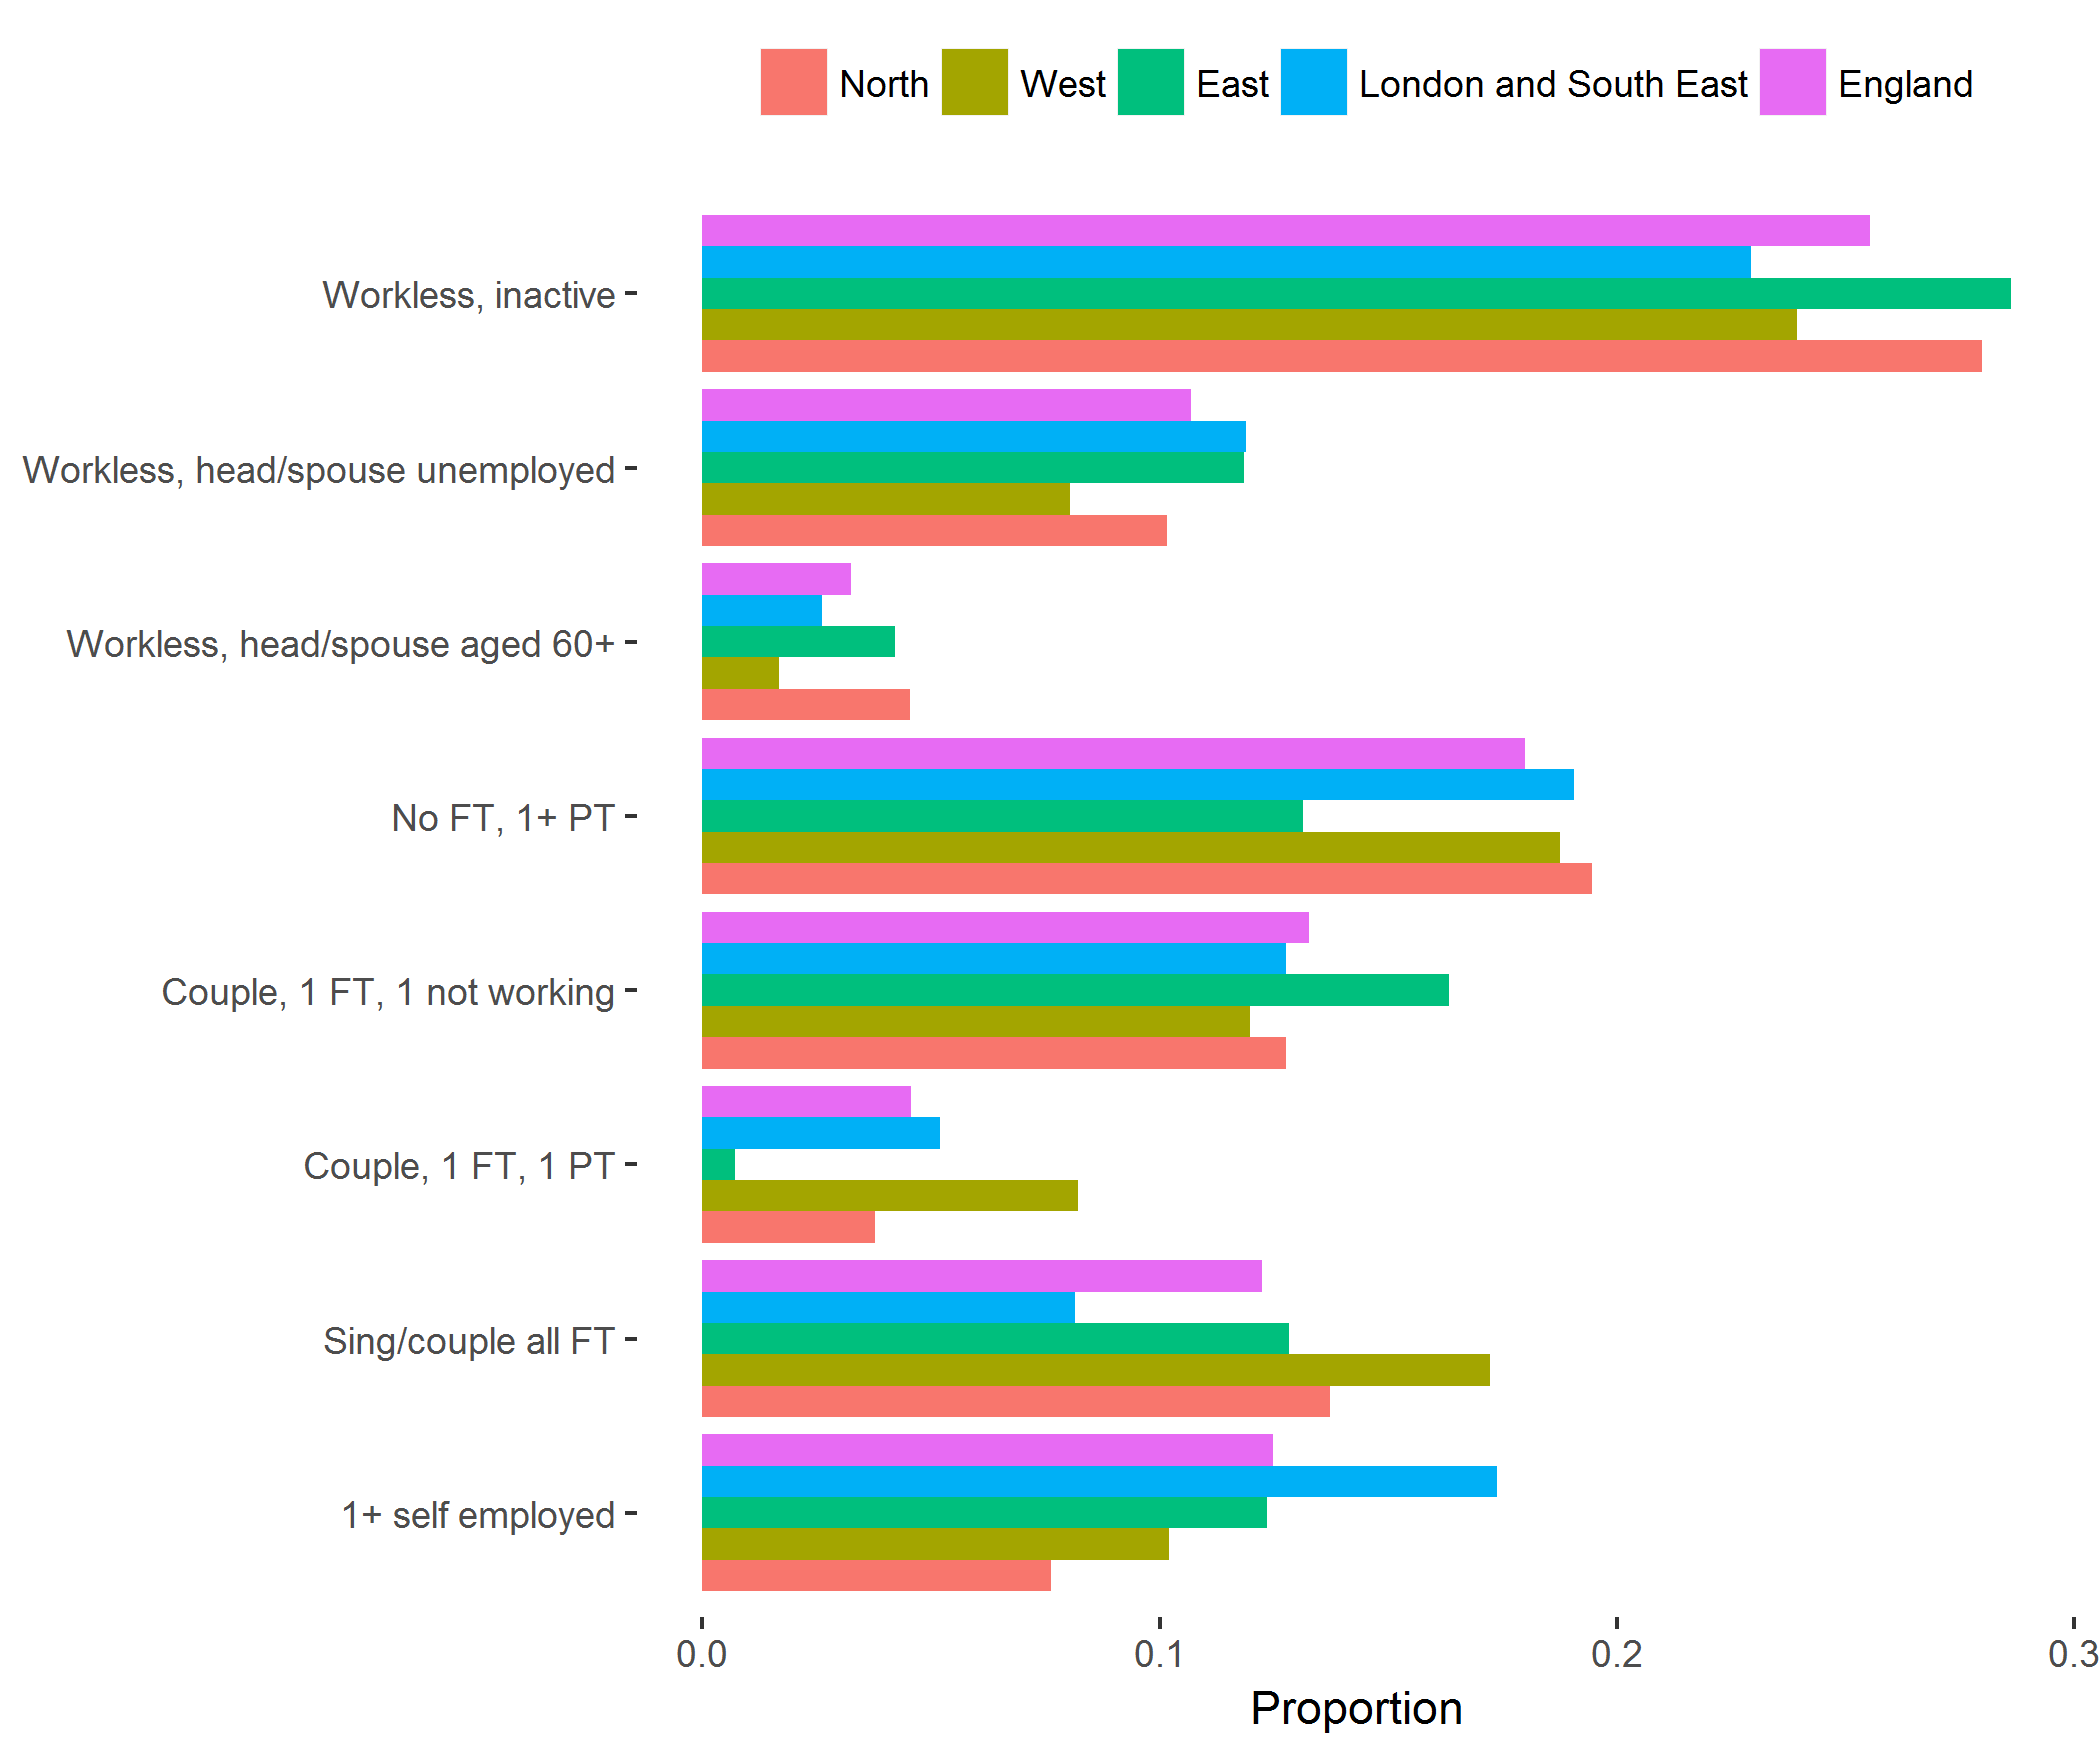 North West East London and South East England
Workless, inactive
Workless, head/spouse unemployed
Workless, head/spouse aged 60+
No FT, 1+ PT
Couple, 1 FT, 1 not working
Couple, 1 FT, 1 PT
Sing/couple all FT
1+ self employed
0.0 0.1 0.2 0.3
Proportion